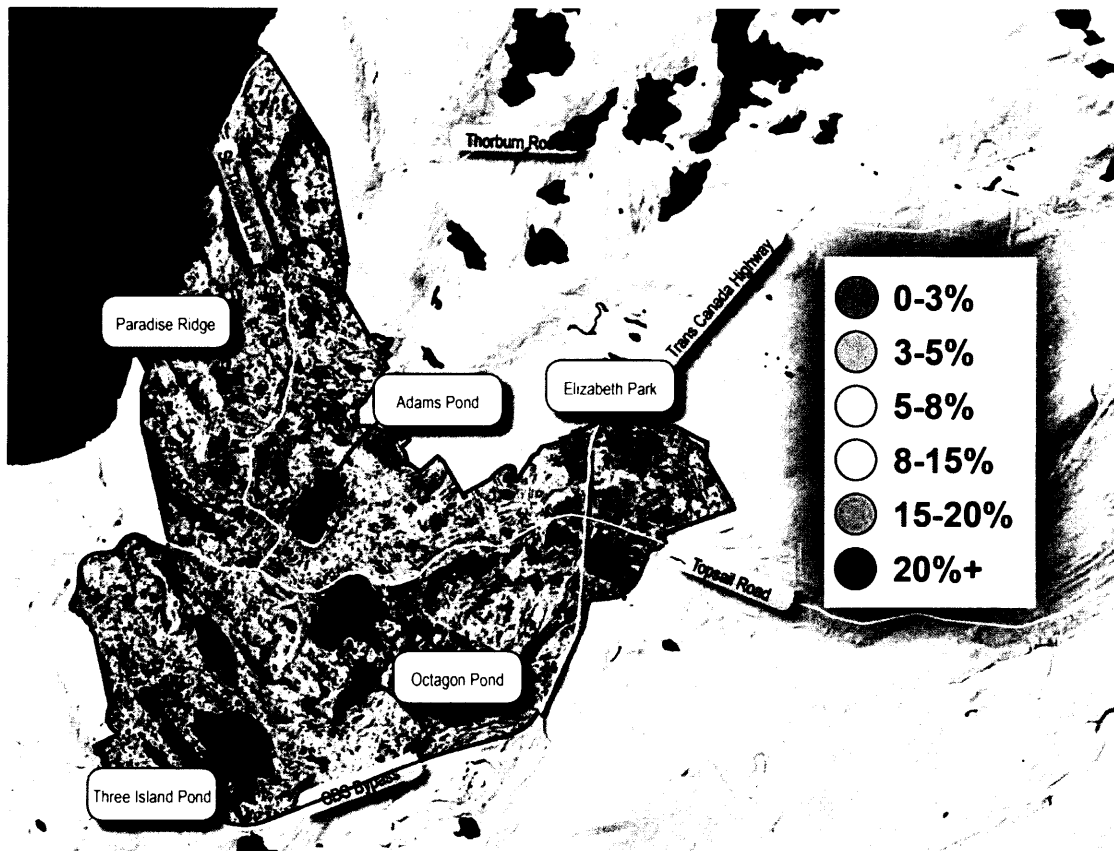 Thorburn Road
Trans Canada Highway
Paradise Ridge
Adams Pond
Elizabeth Park
Topsail Road
Octagon Pond
Three Island Pond
CBS Bypass
0-3%
3-5%
5-8%
8-15%
15-20%
20%+